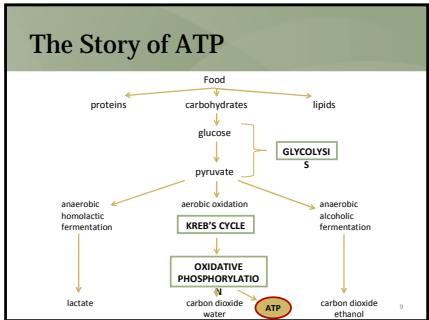 The Story of ATP
Food
proteins carbohydrates lipids
glucose
GLYCOLYSI
S
pyruvate
anaerobic
homolactic
fermentation
aerobic oxidation
anaerobic
alcoholic
fermentation
KREB'S CYCLE
OXIDATIVE
PHOSPHORYLATIO
N
lactate
carbon dioxide
water
ATP
carbon dioxide
ethanol
9